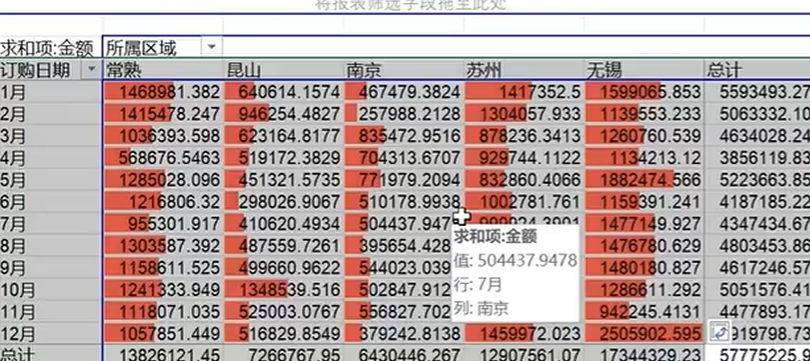 将报表筛选字段拖至此处
求和项:金额 所属区域
订购日期 常熟 昆山 南京 苏州 无锡 总计
1月 1468981.382 640614.1574 467479.3824 1417352.5 1599065.853 5593493.27
2月 1415478.247 946254.4827 257988.2128 1304057.933 1139553.233 5063332.10
3月 1036393.598 623164.8177 835472.9516 878236.3413 1260760.539 4634028.24
4月 568676.5463 519172.3829 704313.6707 929744.1122 1134213.12 3856119.83
5月 1285028.096 451321.5735 771979.2094 832860.4066 1882474.566 5223663.85
6月 1216806.32 298026.9067 510178.9938 1002781.761 1159391.241 4187185.22
7月 955301.917 410620.4934 504437.947 1477149.927 4347434.67
8月 1303587.392 487559.7261 395654.428 1476780.629 4803453.85
9月 1158611.525 499660.9622 544023.039 1480180.827 4617246.57
10月 1241333.949 1348539.516 502847.912 1286611.292 5051576.41
11月 1118071.035 525003.0767 556827.702 942245.4131 4477893.17
12月 1057851.449 516829.8549 379242.8138 1459972.023 2505902.595 919798.73
总计 13826121.45 7266767.95 6430446.267 12907561.07 17344329.23 57775225.1
求和项:金额
值: 504437.9478
行: 7月
列: 南京